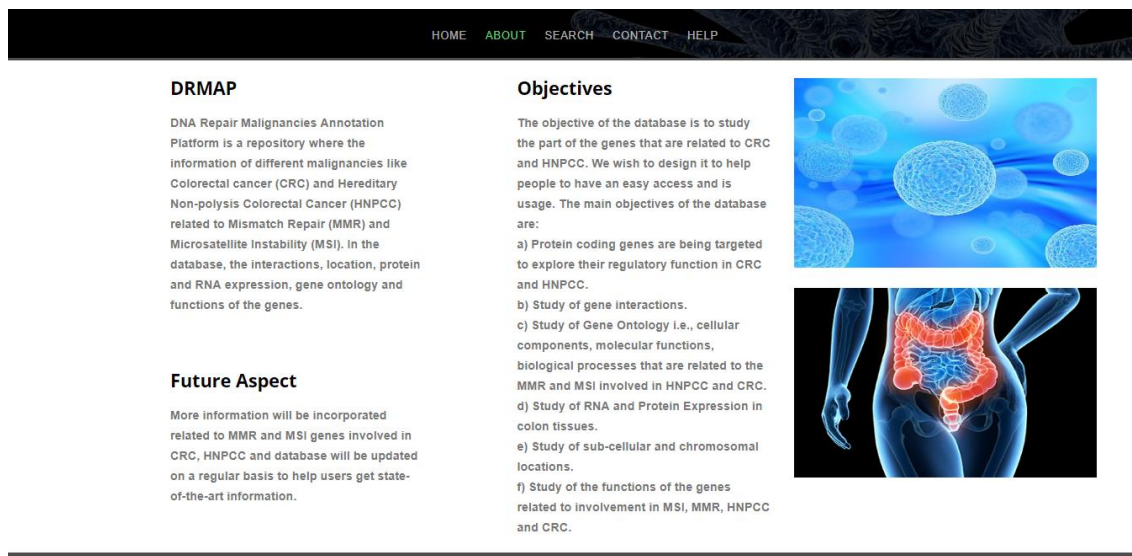 HOME ABOUT SEARCH CONTACT HELP
DRMAP
DNA Repair Malignancies Annotation
Platform is a repository where the
information of different malignancies like
Colorectal cancer (CRC) and Hereditary
Non-polysis Colorectal Cancer (HNPCC)
related to Mismatch Repair (MMR) and
Microsatellite Instability (MSI). In the
database, the interactions, location, protein
and RNA expression, gene ontology and
functions of the genes.
Future Aspect
More information will be incorporated
related to MMR and MSI genes involved in
CRC, HNPCC and database will be updated
on a regular basis to help users get state-
of-the-art information.
Objectives
The objective of the database is to study
the part of the genes that are related to CRC
and HNPCC. We wish to design it to help
people to have an easy access and is
usage. The main objectives of the database
are:
a) Protein coding genes are being targeted
to explore their regulatory function in CRC
and HNPCC.
b) Study of gene interactions.
c) Study of Gene Ontology i.e., cellular
components, molecular functions,
biological processes that are related to the
MMR and MSI involved in HNPCC and CRC.
d) Study of RNA and Protein Expression in
colon tissues.
e) Study of sub-cellular and chromosomal
locations.
f) Study of the functions of the genes
related to involvement in MSI, MMR, HNPCC
and CRC.